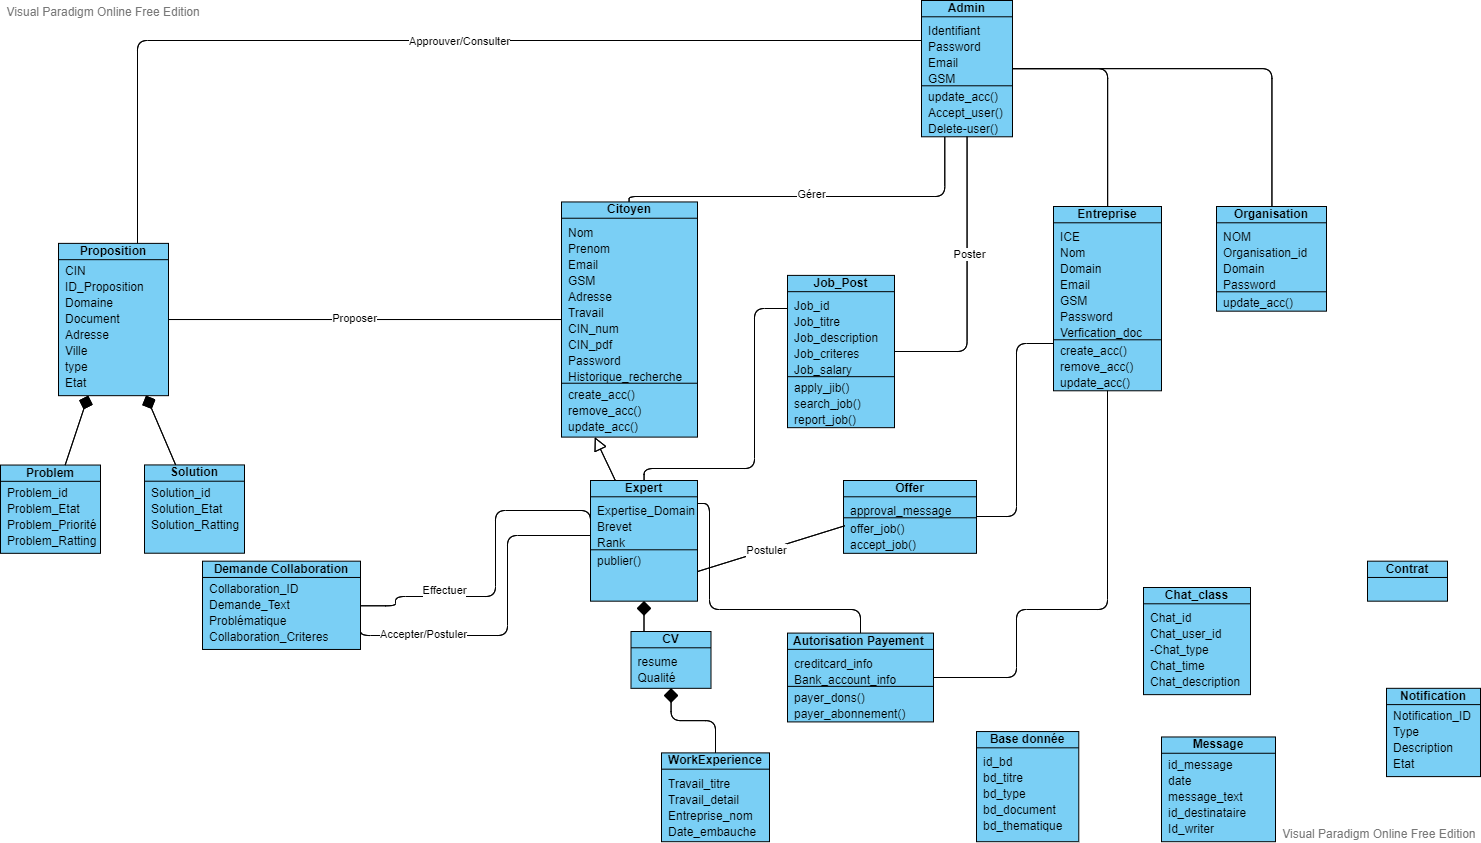 Visual Paradigm Online Free Edition
Admin
Identifiant
Password
Email
GSM
update_acc()
Accept_user()
Delete-user()
Approuver/Consulter
Gérer
Poster
Citoyen
Nom
Prenom
Email
GSM
Adresse
Travail
CIN_num
CIN_pdf
Password
Historique_recherche
create_acc()
remove_acc()
update_acc()
Entreprise
ICE
Nom
Domain
Email
GSM
Password
Verfication_doc
create_acc()
remove_acc()
update_acc()
Organisation
NOM
Organisation_id
Domain
Password
update_acc()
Proposition
CIN
ID_Proposition
Domaine
Document
Adresse
Ville
type
Etat
Proposer
Job_Post
Job_id
Job_titre
Job_description
Job_criteres
Job_salary
apply_jib()
search_job()
report_job()
Problem
Problem_id
Problem_Etat
Problem_Priorité
Problem_Ratting
Solution
Solution_id
Solution_Etat
Solution_Ratting
Expert
Expertise_Domain
Brevet
Rank
publier()
Offer
approval_message
offer_job()
accept_job()
Postuler
Demande Collaboration
Collaboration_ID
Demande_Text
Problématique
Collaboration_Criteres
Effectuer
Accepter/Postuler
CV
resume
Qualité
Autorisation Payement
creditcard_info
Bank_account_info
payer_dons()
payer_abonnement()
Chat_class
Chat_id
Chat_user_id
-Chat_type
Chat_time
Chat_description
Contrat
Notification
Notification_ID
Type
Description
Etat
WorkExperience
Travail_titre
Travail_detail
Entreprise_nom
Date_embauche
Base donnée
id_bd
bd_titre
bd_type
bd_document
bd_thematique
Message
id_message
date
message_text
id_destinataire
Id_writer
Visual Paradigm Online Free Edition